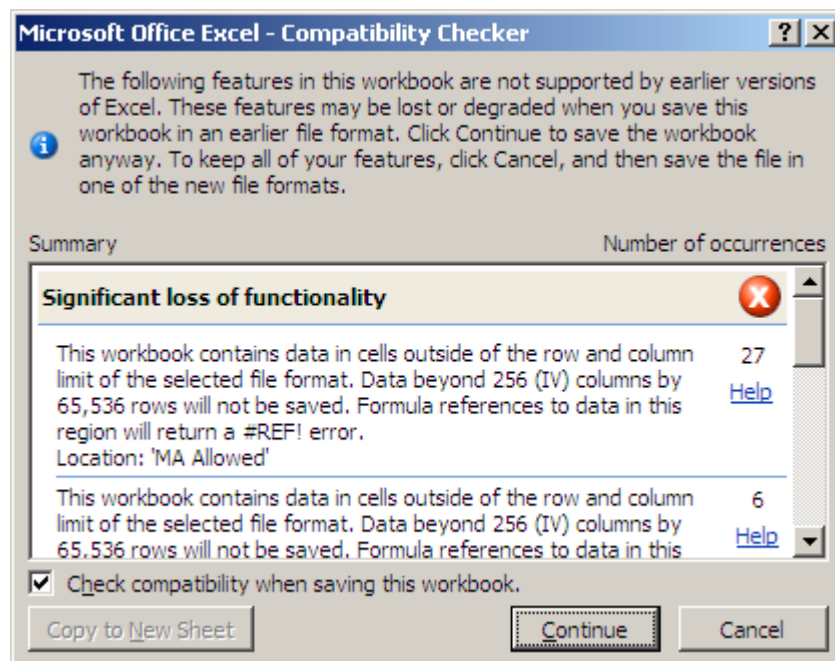 Microsoft Office Excel - Compatibility Checker
The following features in this workbook are not supported by earlier versions
of Excel. These features may be lost or degraded when you save this
workbook in an earlier file format. Click Continue to save the workbook
anyway. To keep all of your features, click Cancel, and then save the file in
one of the new file formats.
Summary Number of occurrences
Significant loss of functionality
This workbook contains data in cells outside of the row and column 27
limit of the selected file format. Data beyond 256 (IV) columns by Help
65,536 rows will not be saved. Formula references to data in this
region will return a #REF! error.
Location: 'MA Allowed'
This workbook contains data in cells outside of the row and column 6
limit of the selected file format. Data beyond 256 (IV) columns by Help
65,536 rows will not be saved. Formula references to data in this
Check compatibility when saving this workbook.
Copy to New Sheet Continue Cancel